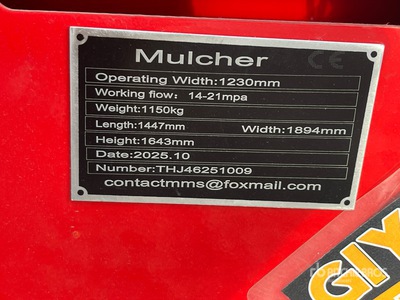 Mulcher
CE
Operating Width:1230mm
Working flow: 14-21mpa
Weight:1150kg
Length:1447mm Width:1894mm
Height:1643mm
Date:2025.10
Number:THJ46251009
contactmms@foxmail.com
GIY